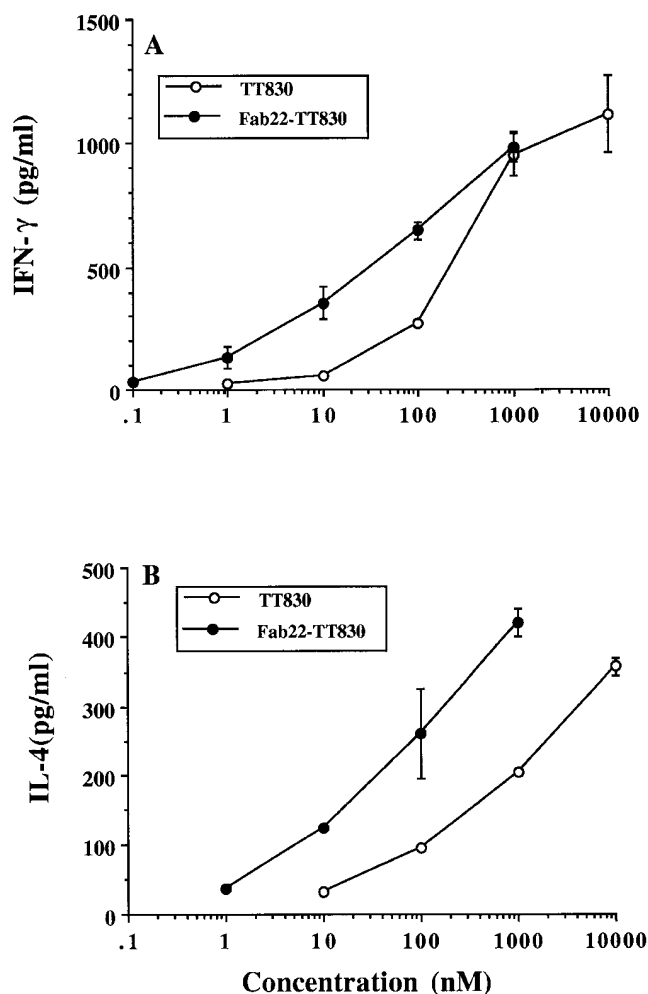 A
TT830
Fab22-TT830
IFN-γ (pg/ml)
1500
1000
500
0
.1 1 10 100 1000 10000
B
TT830
Fab22-TT830
IL-4(pg/ml)
500
400
300
200
100
0
.1 1 10 100 1000 10000
Concentration (nM)